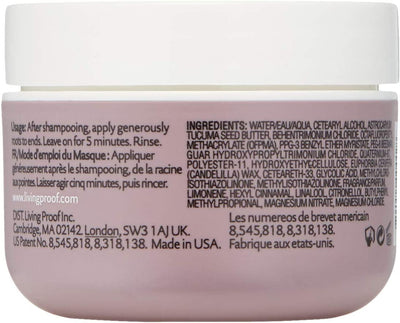 Usage: After shampooing, apply generously
roots to ends. Leave on for 5 minutes. Rinse.
FR/Mode d'emploi du Masque: Appliquer
généreusement après le shampooing, de la racine
aux pointes. Laisser agir cinq minutes, puis rincer.
www.livingproof.com
DIST. Living Proof Inc.
Cambridge, MA 02142. London, SW3 1AJ UK.
US Patent No. 8,545,818, 8,318,138. Made in USA.
INGREDIENTS: WATER/EAU/AQUA, CETEARYL ALCOHOL, ASTROCARYUM
TUCUMA SEED BUTTER, BEHENTRIMONIUM CHLORIDE,
METHACRYLATE (OFPMA), PPG-3 BENZYL ETHER MYRISTATE,
GUAR HYDROXYPROPYLTRIMONIUM CHLORIDE,
POLYESTER-11, HYDROXYETHYLCELLULOSE, EUPHORBIA
(CANDELILLA) WAX, CETEARETH-33, GLYCOLIC ACID, METHYLCHLORO
ISOTHIAZOLINONE, METHYLISOTHIAZOLINONE, FRAGRANCE/PARFUM,
LIMONENE, HEXYL CINNAMAL, LINALOOL, CITRONELLOL, BUTYLPHENYL
METHYLPROPIONAL, MAGNESIUM NITRATE, MAGNESIUM CHLORIDE.
Les numereos de brevet americain
8,545,818, 8,318,138.
Fabrique aux etats-unis.